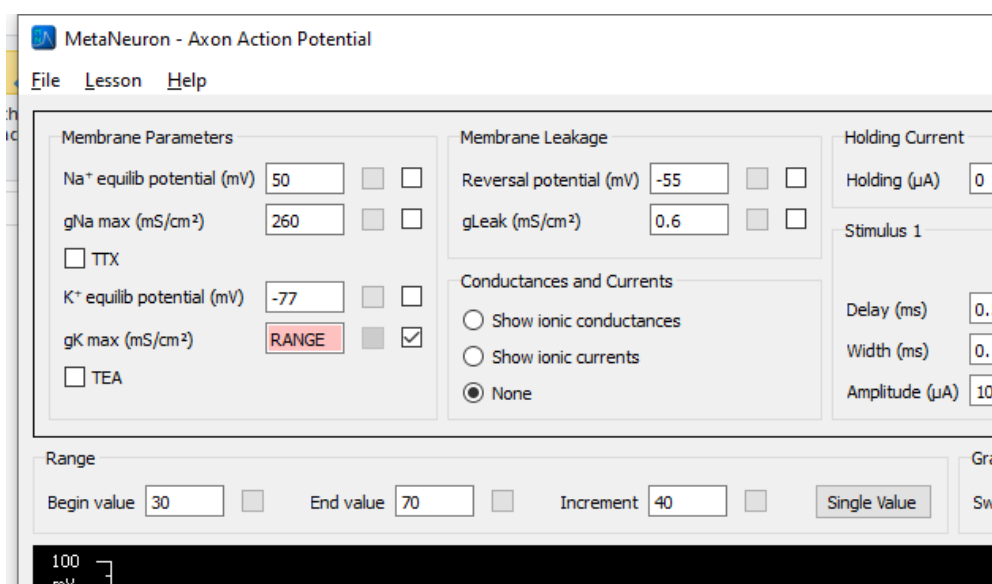 MetaNeuron - Axon Action Potential
File Lesson Help
Membrane Parameters
Na⁺ equilib potential (mV) 50
gNa max (mS/cm²) 260
TTX
K⁺ equilib potential (mV) -77
gK max (mS/cm²) RANGE
TEA
Membrane Leakage
Reversal potential (mV) -55
gLeak (mS/cm²) 0.6
Conductances and Currents
Show ionic conductances
Show ionic currents
None
Holding Current
Holding (µA) 0
Stimulus 1
Delay (ms) 0.
Width (ms) 0.
Amplitude (µA) 10
Range
Begin value 30 End value 70 Increment 40 Single Value
100